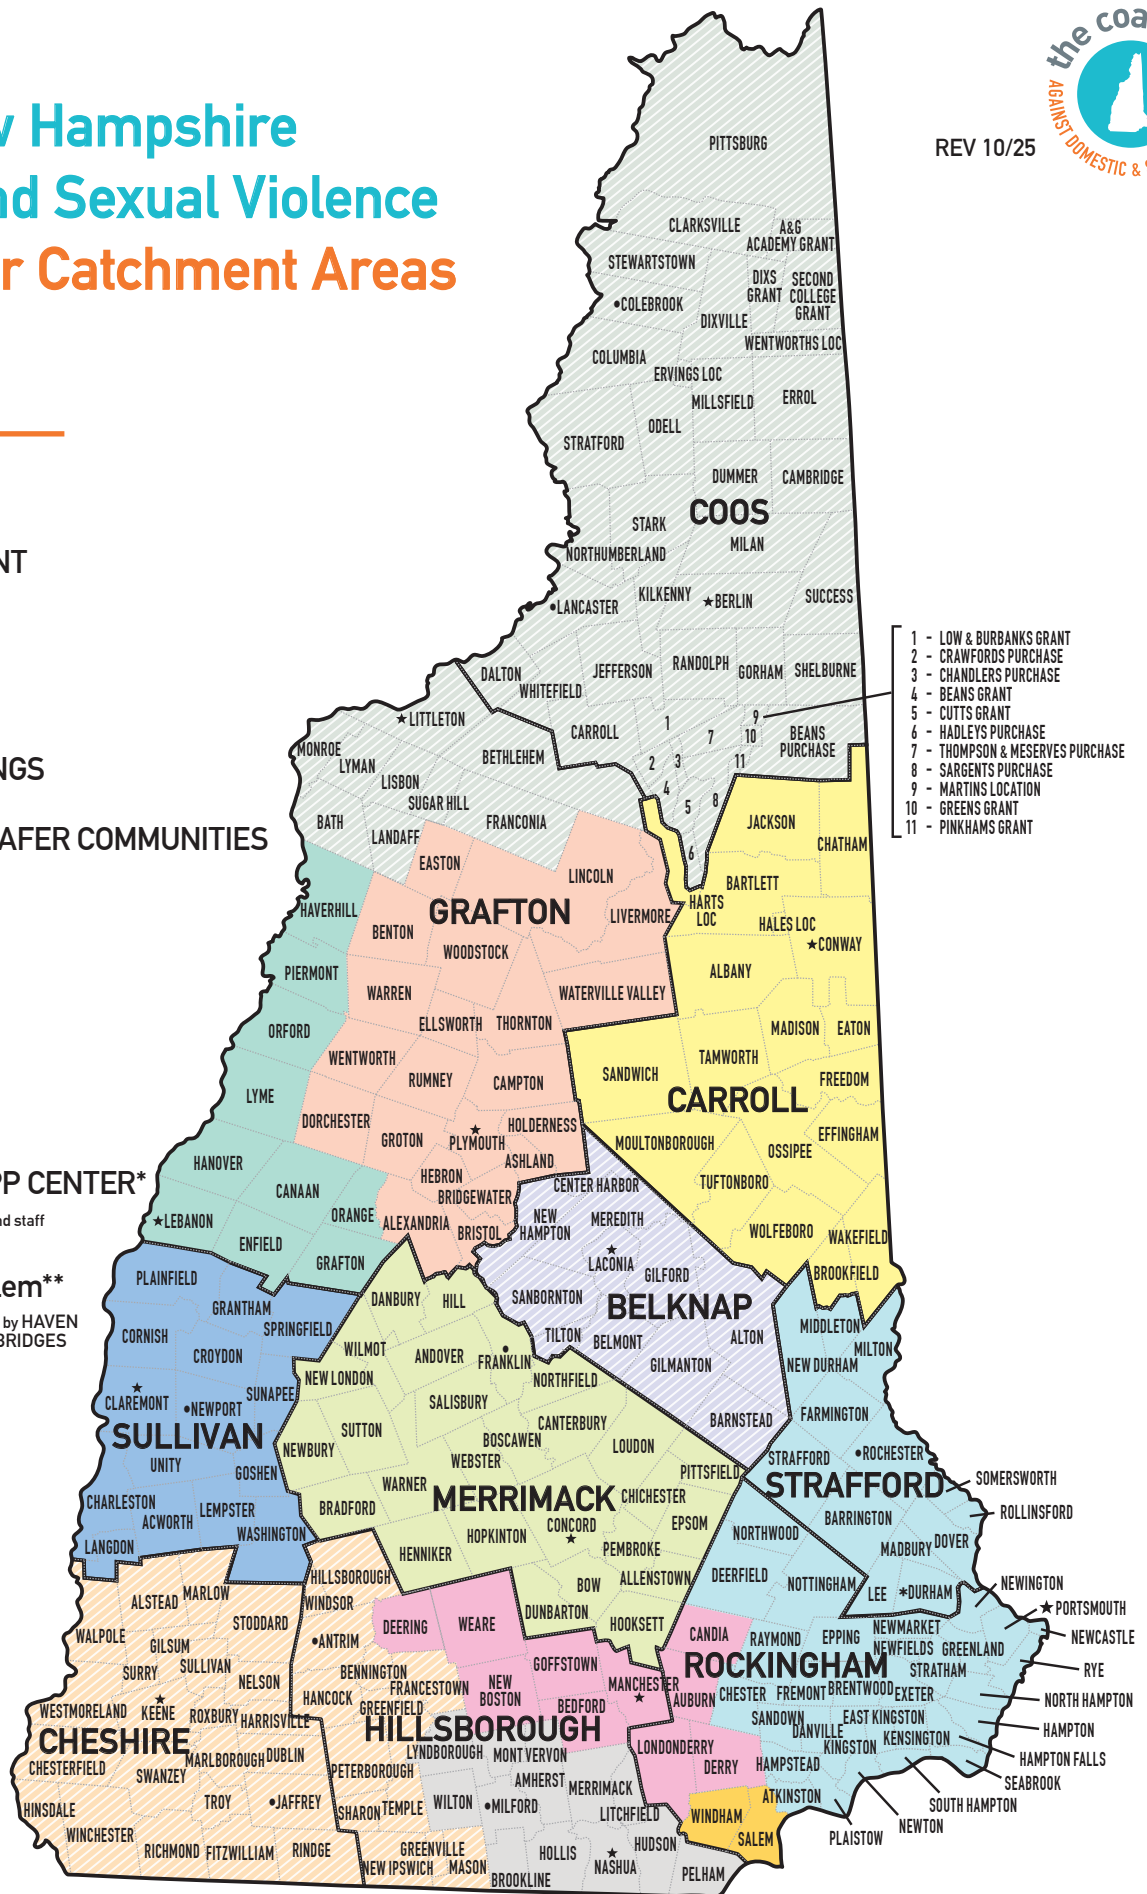 the coa
AGAINST DOMESTIC &
REV 10/25
Hampshire
nd Sexual Violence
r Catchment Areas
NT
NGS
AFER COMMUNITIES
PP CENTER*
nd staff
em**
by HAVEN
BRIDGES
PITTSBURG
CLARKSVILLE
A&G
ACADEMY GRANT
STEWARTSTOWN
DIXS
GRANT
SECOND
COLLEGE
GRANT
•COLEBROOK
DIXVILLE
WENTWORTHS LOC
COLUMBIA
ERVINGS LOC
MILLSFIELD
ERROL
ODELL
STRATFORD
DUMMER
CAMBRIDGE
COOS
STARK
MILAN
NORTHUMBERLAND
KILKENNY
★BERLIN
SUCCESS
•LANCASTER
DALTON
WHITEFIELD
JEFFERSON
RANDOLPH
GORHAM
SHELBURNE
CARROLL
1
2
3
4
5
6
7
8
9
10
11
BEANS
PURCHASE
1 - LOW & BURBANKS GRANT
2 - CRAWFORDS PURCHASE
3 - CHANDLERS PURCHASE
4 - BEANS GRANT
5 - CUTTS GRANT
6 - HADLEYS PURCHASE
7 - THOMPSON & MESERVES PURCHASE
8 - SARGENTS PURCHASE
9 - MARTINS LOCATION
10 - GREENS GRANT
11 - PINKHAMS GRANT
★LITTLETON
MONROE
LYMAN
BETHLEHEM
LISBON
SUGAR HILL
BATH
LANDAFF
FRANCONIA
EASTON
LINCOLN
HAVERHILL
GRAFTON
LIVERMORE
BENTON
WOODSTOCK
PIERMONT
WARREN
WATERVILLE VALLEY
ORFORD
ELLSWORTH
THORNTON
WENTWORTH
RUMNEY
CAMPTON
LYME
DORCHESTER
GROTON
★
PLYMOUTH
HOLDERNESS
ASHLAND
HANOVER
CANAAN
HEBRON
BRIDGEWATER
★LEBANON
ORANGE
ALEXANDRIA
BRISTOL
ENFIELD
GRAFTON
JACKSON
CHATHAM
BARTLETT
HARTS
LOC
HALES LOC
★CONWAY
ALBANY
MADISON
EATON
TAMWORTH
SANDWICH
FREEDOM
CARROLL
MOULTONBOROUGH
OSSIPEE
EFFINGHAM
TUFTONBORO
WOLFEBORO
WAKEFIELD
BROOKFIELD
CENTER HARBOR
NEW
HAMPTON
MEREDITH
★
LACONIA
GILFORD
SANBORNTON
BELKNAP
TILTON
BELMONT
ALTON
GILMANTON
BARNSTEAD
PLAINFIELD
GRANTHAM
CORNISH
SPRINGFIELD
CROYDON
★
CLAREMONT
•NEWPORT
SUNAPEE
SULLIVAN
UNITY
GOSHEN
CHARLESTON
ACWORTH
LEMPSTER
WASHINGTON
LANGDON
DANBURY
HILL
WILMOT
ANDOVER
•
FRANKLIN
NEW LONDON
NORTHFIELD
SALISBURY
SUTTON
CANTERBURY
BOSCAWEN
LOUDON
NEWBURY
WEBSTER
PITTSFIELD
WARNER
MERRIMACK
CHICHESTER
BRADFORD
HOPKINTON
CONCORD
★
EPSOM
HENNIKER
PEMBROKE
BOW
ALLENSTOWN
DUNBARTON
HOOKSETT
MIDDLETON
MILTON
NEW DURHAM
FARMINGTON
STRAFFORD
•ROCHESTER
STRAFFORD
SOMERSWORTH
ROLLINSFORD
BARRINGTON
MADBURY
DOVER
LEE
*DURHAM
NORTHWOOD
DEERFIELD
NOTTINGHAM
NEWINGTON
★PORTSMOUTH
NEWCASTLE
CANDIA
RAYMOND
EPPING
NEWMARKET
NEWFIELDS
GREENLAND
ROCKINGHAM
STRATHAM
RYE
AUBURN
CHESTER
FREMONT
BRENTWOOD
EXETER
NORTH HAMPTON
SANDOWN
EAST KINGSTON
DANVILLE
KINGSTON
KENSINGTON
HAMPTON
LONDONDERRY
DERRY
HAMPSTEAD
HAMPTON FALLS
SEABROOK
ATKINSON
SOUTH HAMPTON
WINDHAM
NEWTON
PLAISTOW
SALEM
HILLSBOROUGH
WINDSOR
DEERING
WEARE
•ANTRIM
GOFFSTOWN
BENNINGTON
FRANCESTOWN
NEW
BOSTON
MANCHESTER
★
HANCOCK
GREENFIELD
BEDFORD
HILLSBOROUGH
LYNDBOROUGH
MONT VERNON
PETERBOROUGH
AMHERST
MERRIMACK
WILTON
•MILFORD
LITCHFIELD
SHARON
TEMPLE
GREENVILLE
NEW IPSWICH
MASON
BROOKLINE
HOLLIS
★
NASHUA
HUDSON
PELHAM
ALSTEAD
MARLOW
STODDARD
WALPOLE
GILSUM
SURRY
SULLIVAN
NELSON
WESTMORELAND
★
KEENE
ROXBURY
HARRISVILLE
CHESHIRE
MARLBOROUGH
DUBLIN
CHESTERFIELD
SWANZEY
TROY
•JAFFREY
HINSDALE
WINCHESTER
RICHMOND
FITZWILLIAM
RINDGE